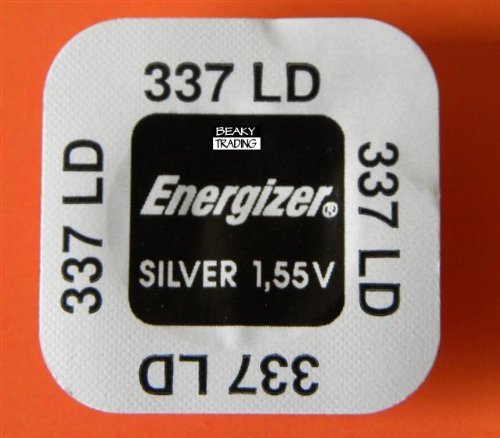 337 LD
BEAKY
TRADING
Energizer®
SILVER 1,55V
337 LD
337 LD
337 LD